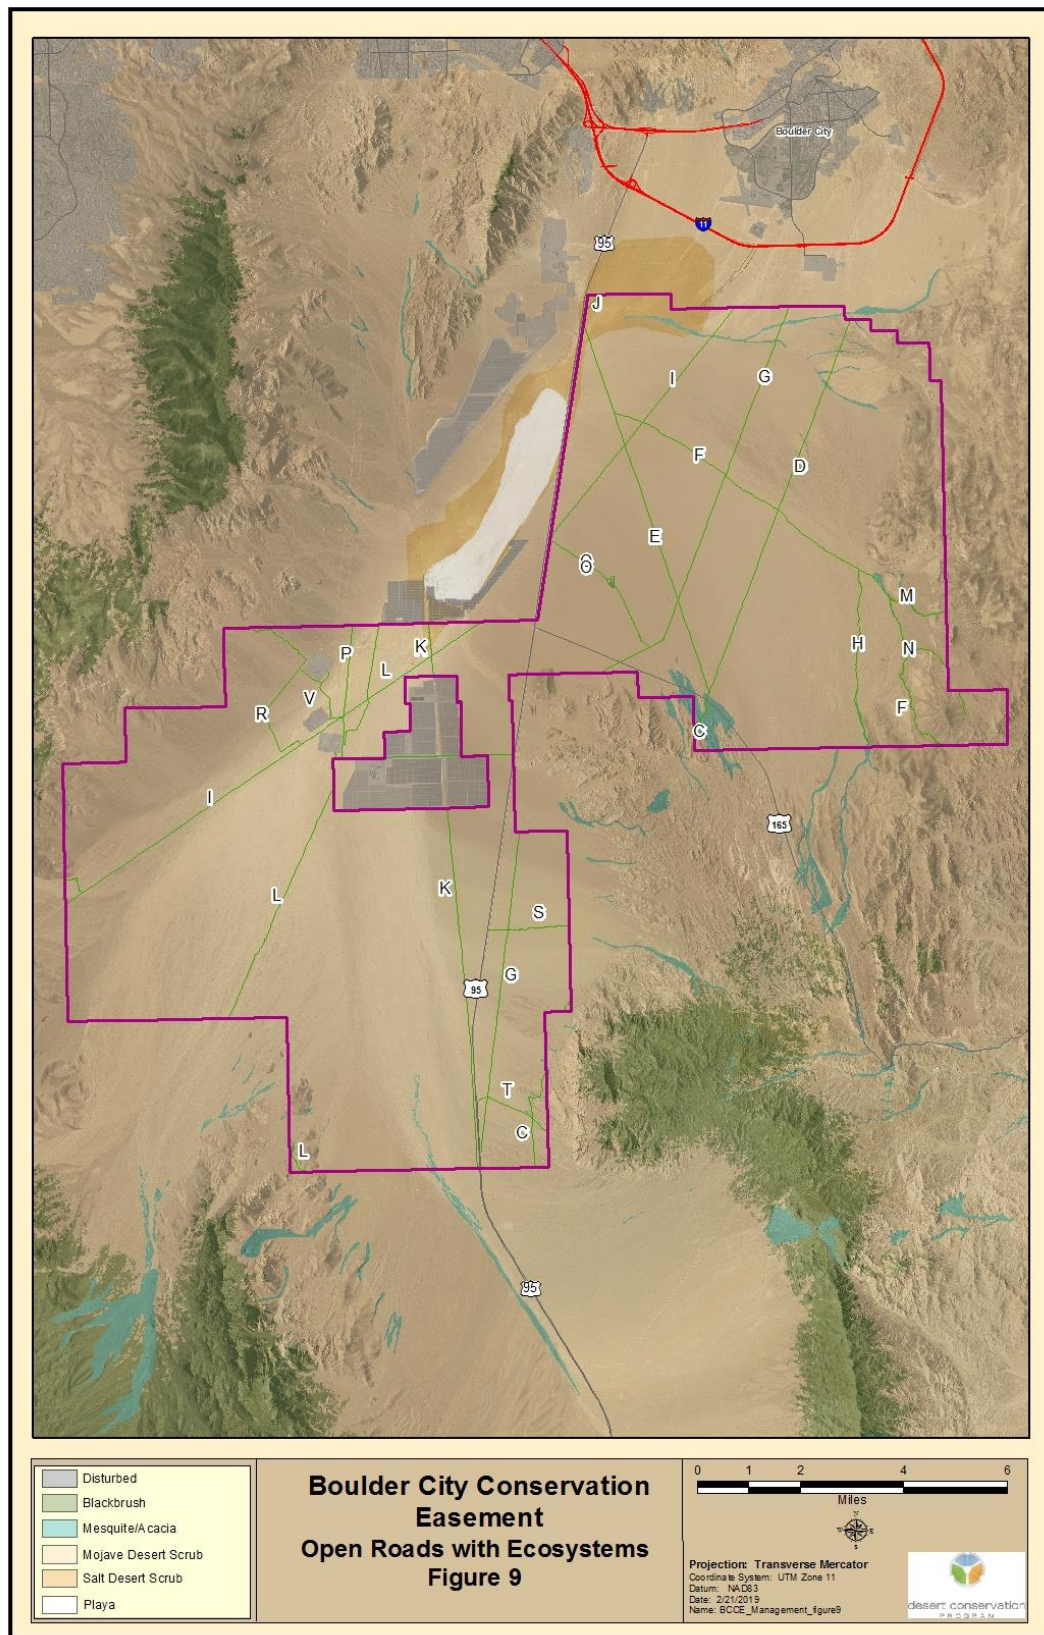 Boulder City
11
95
J
I
G
F
D
E
O
O
M
H
N
F
C
P
K
L
V
R
I
165
L
K
S
G
95
T
C
L
95
Disturbed
Blackbrush
Mesquite/Acacia
Mojave Desert Scrub
Salt Desert Scrub
Playa
Boulder City Conservation
Easement
Open Roads with Ecosystems
Figure 9
0 1 2 4 6
Miles
N
W E
S
Projection: Transverse Mercator
Coordinate System: UTM Zone 11
Datum: NAD83
Date: 2/21/2019
Name: BCCE_Management_figure9
desert conservation
PROGRAM